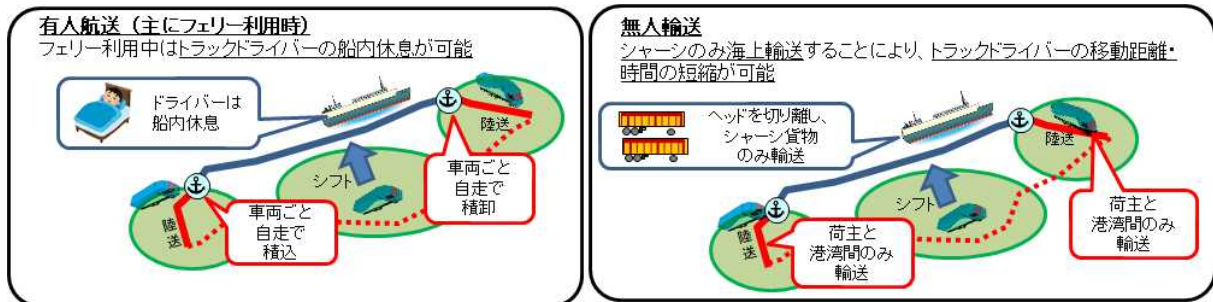 有人航送(主にフェリー利用時)
フェリー利用中はトラックドライバーの船内休息が可能
ドライバーは
船内休息
陸送
シフト
車両ごと
自走で
積卸
陸送
車両ごと
自走で
積込
無人輸送
シャーシのみ海上輸送することにより、トラックドライバーの移動距離・
時間の短縮が可能
ヘッドを切り離し、
シャーシ貨物
のみ輸送
陸送
シフト
荷主と
港湾間のみ
輸送
陸送
荷主と
港湾間のみ
輸送